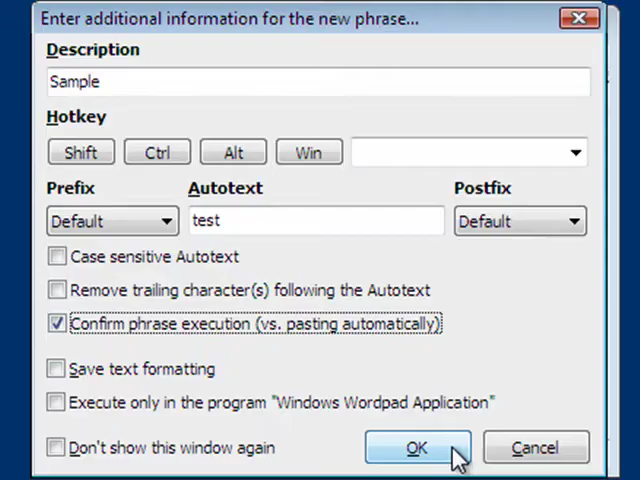 Enter additional information for the new phrase...
Description
Sample
Hotkey
Shift Ctrl Alt Win
Prefix Autotext Postfix
Default test Default
Case sensitive Autotext
Remove trailing character(s) following the Autotext
Confirm phrase execution (vs. pasting automatically)
Save text formatting
Execute only in the program "Windows Wordpad Application"
Don't show this window again OK Cancel